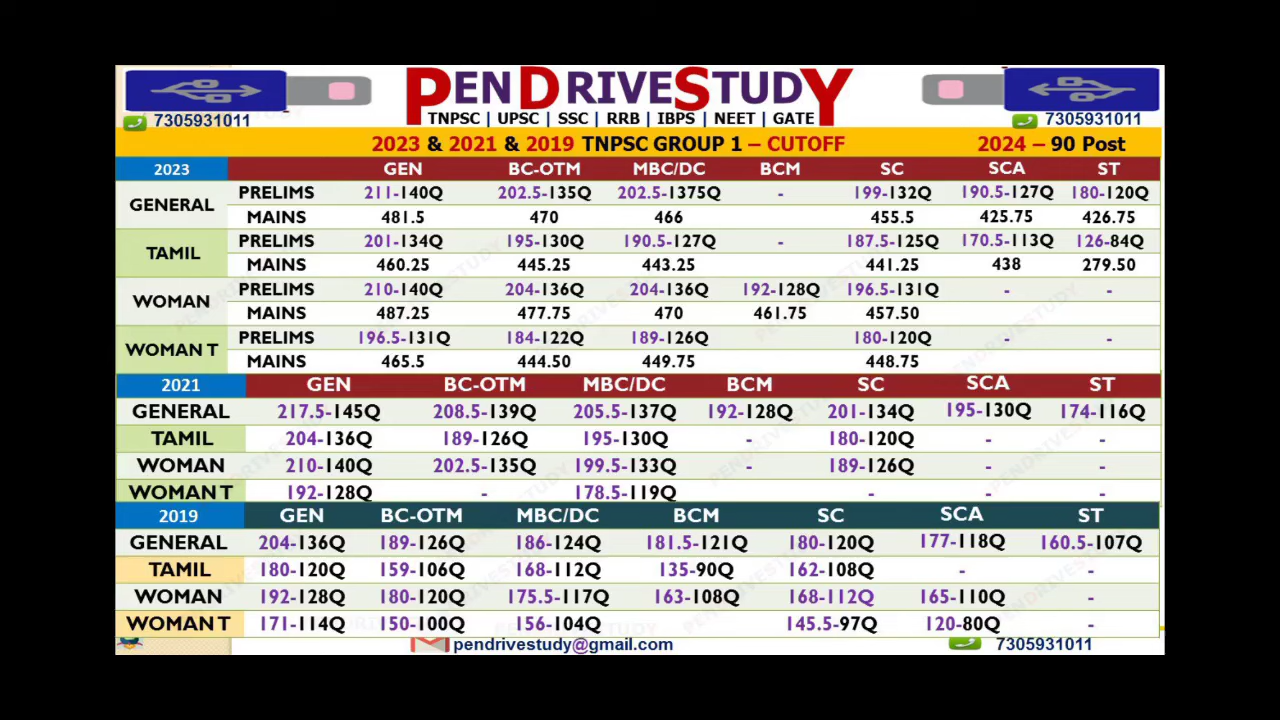 PENDRIVESTUDY
TNPSC | UPSC | SSC | RRB | IBPS | NEET | GATE
7305931011 7305931011
2023 & 2021 & 2019 TNPSC GROUP 1 – CUTOFF 2024 – 90 Post
2023 GEN BC-OTM MBC/DC BCM SC SCA ST
GENERAL PRELIMS 211-140Q 202.5-135Q 202.5-1375Q - 199-132Q 190.5-127Q 180-120Q
MAINS 481.5 470 466 455.5 425.75 426.75
TAMIL PRELIMS 201-134Q 195-130Q 190.5-127Q - 187.5-125Q 170.5-113Q 126-84Q
MAINS 460.25 445.25 443.25 441.25 438 279.50
WOMAN PRELIMS 210-140Q 204-136Q 204-136Q 192-128Q 196.5-131Q - -
MAINS 487.25 477.75 470 461.75 457.50
WOMAN T PRELIMS 196.5-131Q 184-122Q 189-126Q 180-120Q - -
MAINS 465.5 444.50 449.75 448.75
2021 GEN BC-OTM MBC/DC BCM SC SCA ST
GENERAL 217.5-145Q 208.5-139Q 205.5-137Q 192-128Q 201-134Q 195-130Q 174-116Q
TAMIL 204-136Q 189-126Q 195-130Q - 180-120Q - -
WOMAN 210-140Q 202.5-135Q 199.5-133Q - 189-126Q - -
WOMAN T 192-128Q - 178.5-119Q - - -
2019 GEN BC-OTM MBC/DC BCM SC SCA ST
GENERAL 204-136Q 189-126Q 186-124Q 181.5-121Q 180-120Q 177-118Q 160.5-107Q
TAMIL 180-120Q 159-106Q 168-112Q 135-90Q 162-108Q - -
WOMAN 192-128Q 180-120Q 175.5-117Q 163-108Q 168-112Q 165-110Q -
WOMAN T 171-114Q 150-100Q 156-104Q 145.5-97Q 120-80Q -
pendrivestudy@gmail.com 7305931011